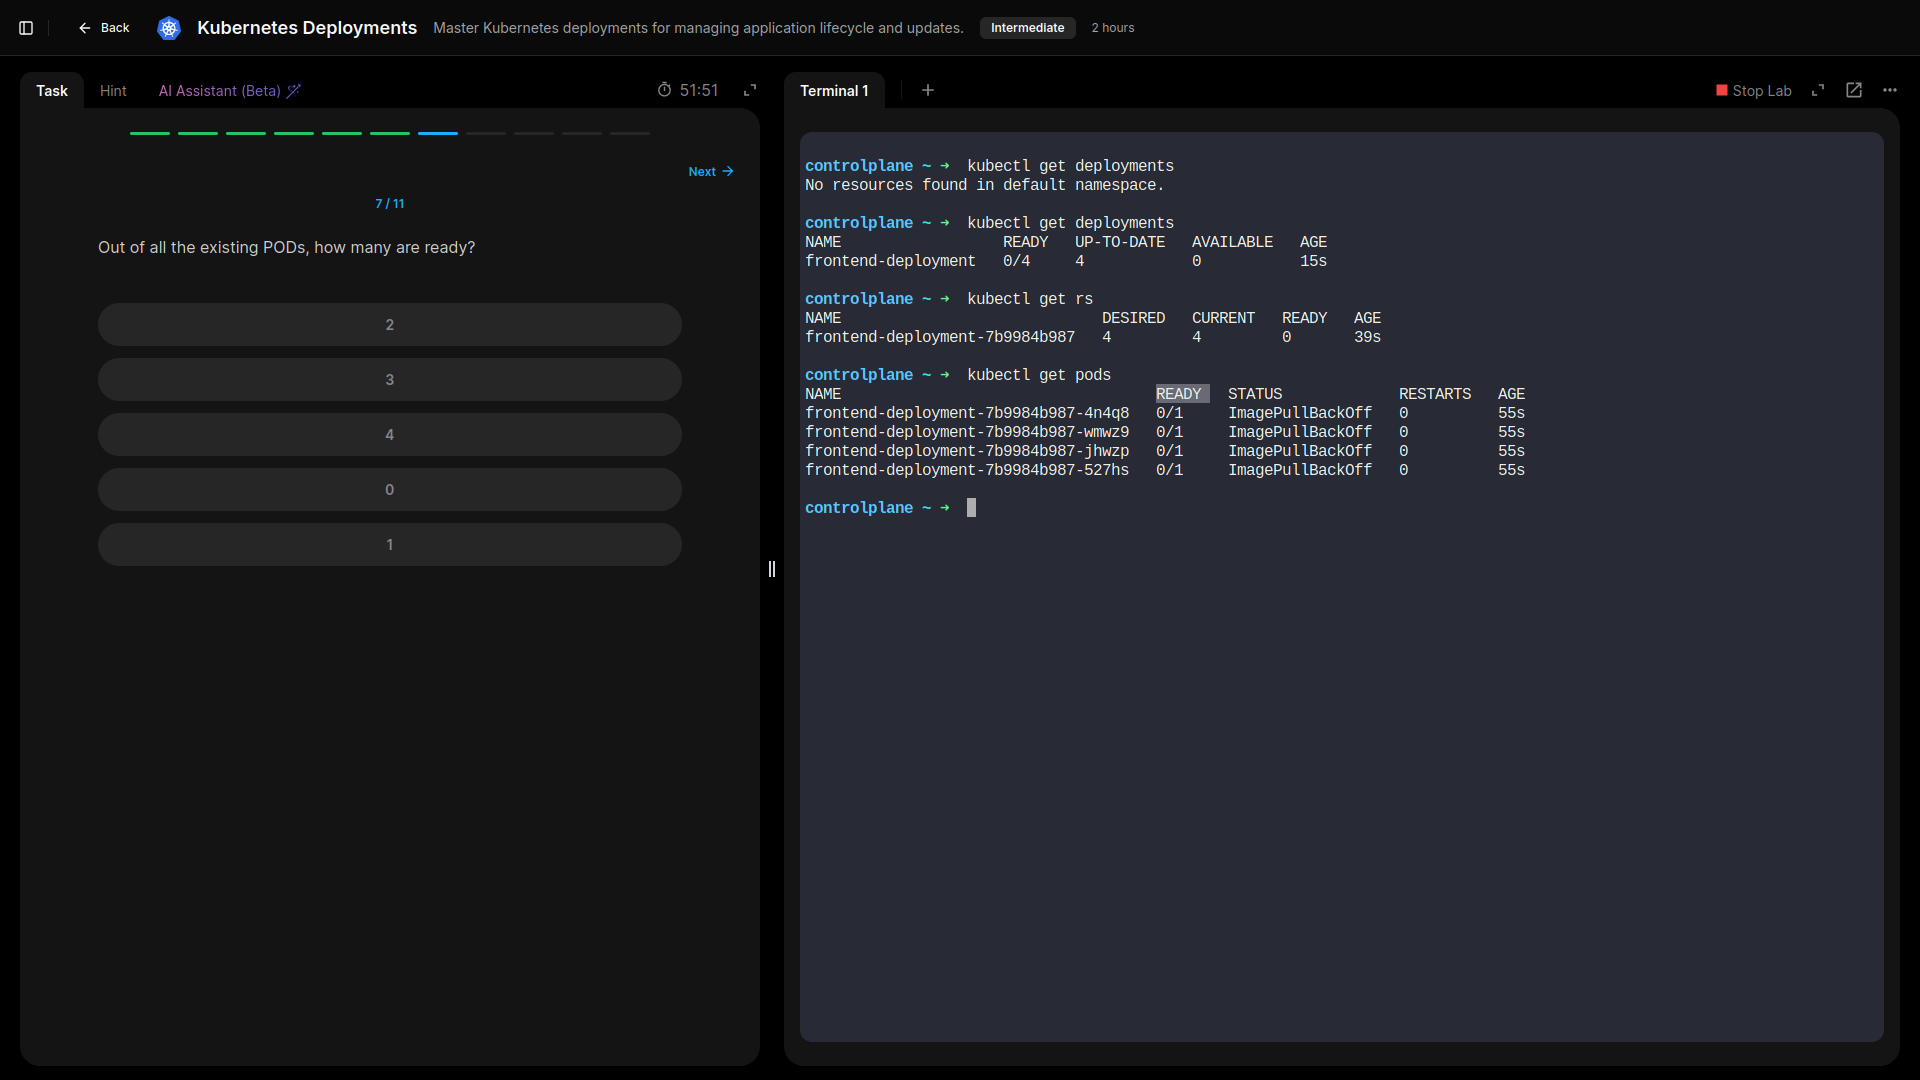 Back Kubernetes Deployments Master Kubernetes deployments for managing application lifecycle and updates. Intermediate 2 hours
Task Hint AI Assistant (Beta) 51:51
Next
7 / 11
Out of all the existing PODs, how many are ready?
2
3
4
0
1
Terminal 1 + Stop Lab
controlplane ~ ➜  kubectl get deployments
No resources found in default namespace.
controlplane ~ ➜  kubectl get deployments
NAME                  READY   UP-TO-DATE   AVAILABLE   AGE
frontend-deployment   0/4     4            0           15s
controlplane ~ ➜  kubectl get rs
NAME                             DESIRED   CURRENT   READY   AGE
frontend-deployment-7b9984b987   4         4         0       39s
controlplane ~ ➜  kubectl get pods
NAME                                   READY   STATUS             RESTARTS   AGE
frontend-deployment-7b9984b987-4n4q8   0/1     ImagePullBackOff   0          55s
frontend-deployment-7b9984b987-wmwz9   0/1     ImagePullBackOff   0          55s
frontend-deployment-7b9984b987-jhwzp   0/1     ImagePullBackOff   0          55s
frontend-deployment-7b9984b987-527hs   0/1     ImagePullBackOff   0          55s
controlplane ~ ➜